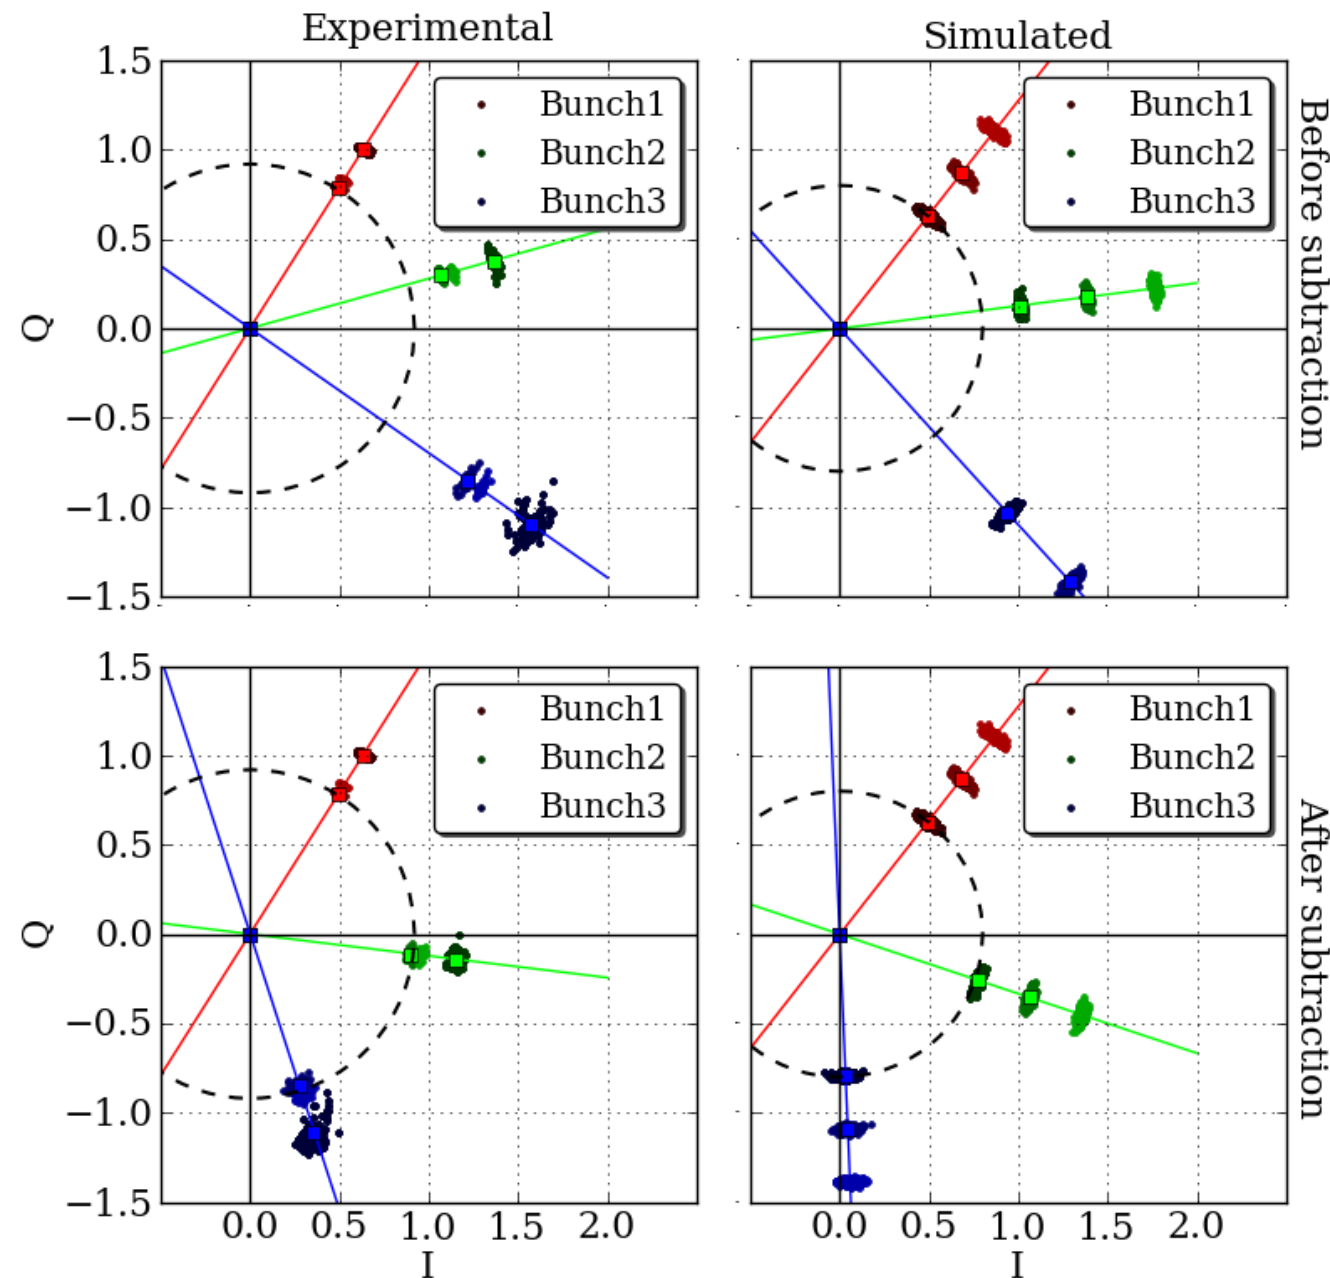 Experimental
Simulated
1.5
1.0
0.5
0.0
−0.5
−1.0
−1.5
Q
Bunch1
Bunch2
Bunch3
Bunch1
Bunch2
Bunch3
Before subtraction
1.5
1.0
0.5
0.0
−0.5
−1.0
−1.5
Q
Bunch1
Bunch2
Bunch3
Bunch1
Bunch2
Bunch3
After subtraction
0.0 0.5 1.0 1.5 2.0
I
0.0 0.5 1.0 1.5 2.0
I